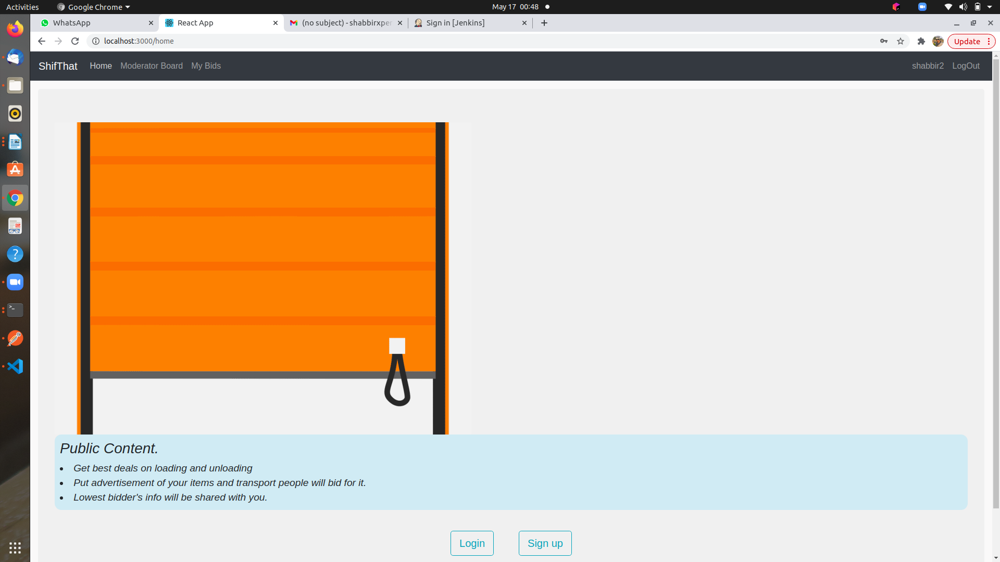 Activities
Google Chrome
May 17 00:48
WhatsApp
React App
(no subject) - shabbirxper
Sign in [Jenkins]
localhost:3000/home
Update
ShifThat
Home
Moderator Board
My Bids
shabbir2
LogOut
Public Content.
Get best deals on loading and unloading
Put advertisement of your items and transport people will bid for it.
Lowest bidder's info will be shared with you.
Login
Sign up